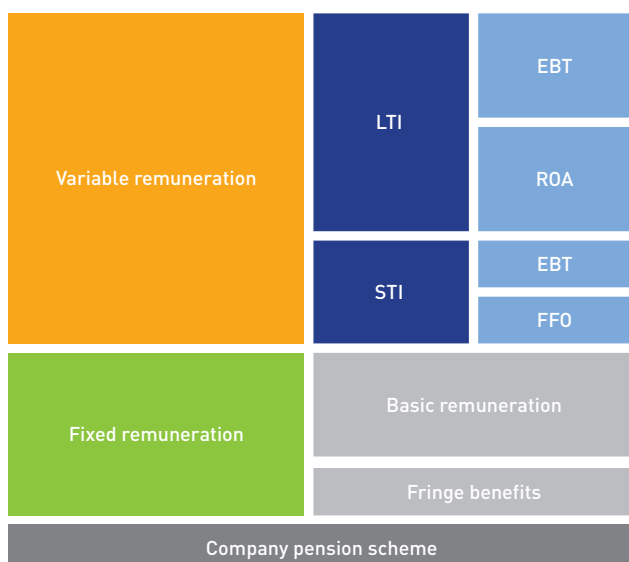 Variable remuneration
LTI
EBT
ROA
STI
EBT
FFO
Fixed remuneration
Basic remuneration
Fringe benefits
Company pension scheme